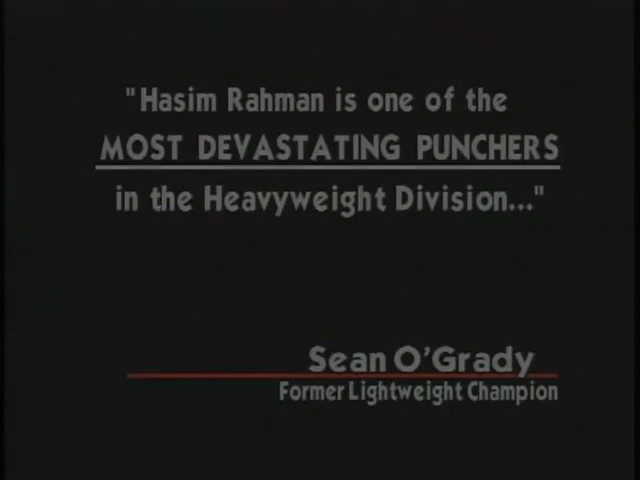 "Hasim Rahman is one of the
MOST DEVASTATING PUNCHERS
in the Heavyweight Division..."
Sean O'Grady
Former Lightweight Champion